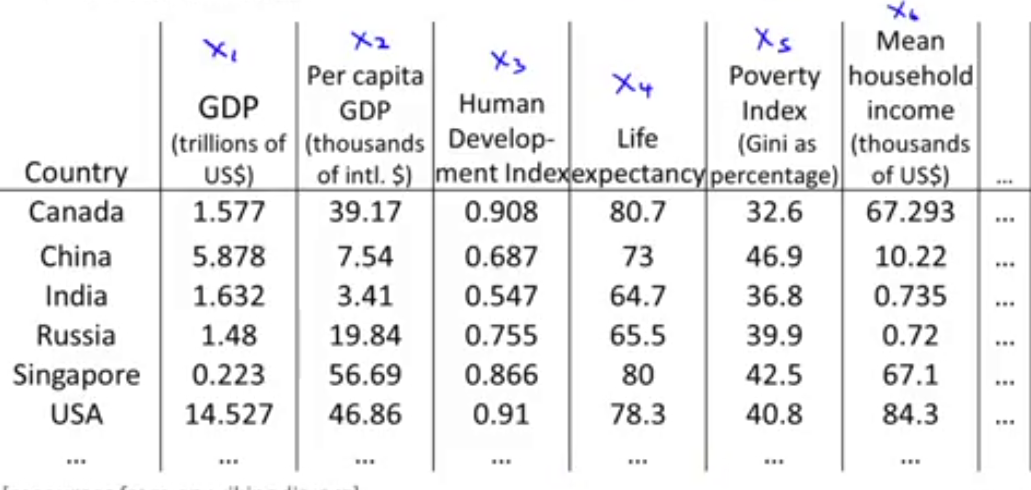 x₁ x₂ x₃ x₄ x₅ x₆
Country | GDP (trillions of US$) | Per capita GDP (thousands of intl. $) | Human Develop-ment Index | Life expectancy | Poverty Index (Gini as percentage) | Mean household income (thousands of US$) | ...
Canada 1.577 39.17 0.908 80.7 32.6 67.293 ...
China 5.878 7.54 0.687 73 46.9 10.22 ...
India 1.632 3.41 0.547 64.7 36.8 0.735 ...
Russia 1.48 19.84 0.755 65.5 39.9 0.72 ...
Singapore 0.223 56.69 0.866 80 42.5 67.1 ...
USA 14.527 46.86 0.91 78.3 40.8 84.3 ...
... ... ... ... ... ... ...